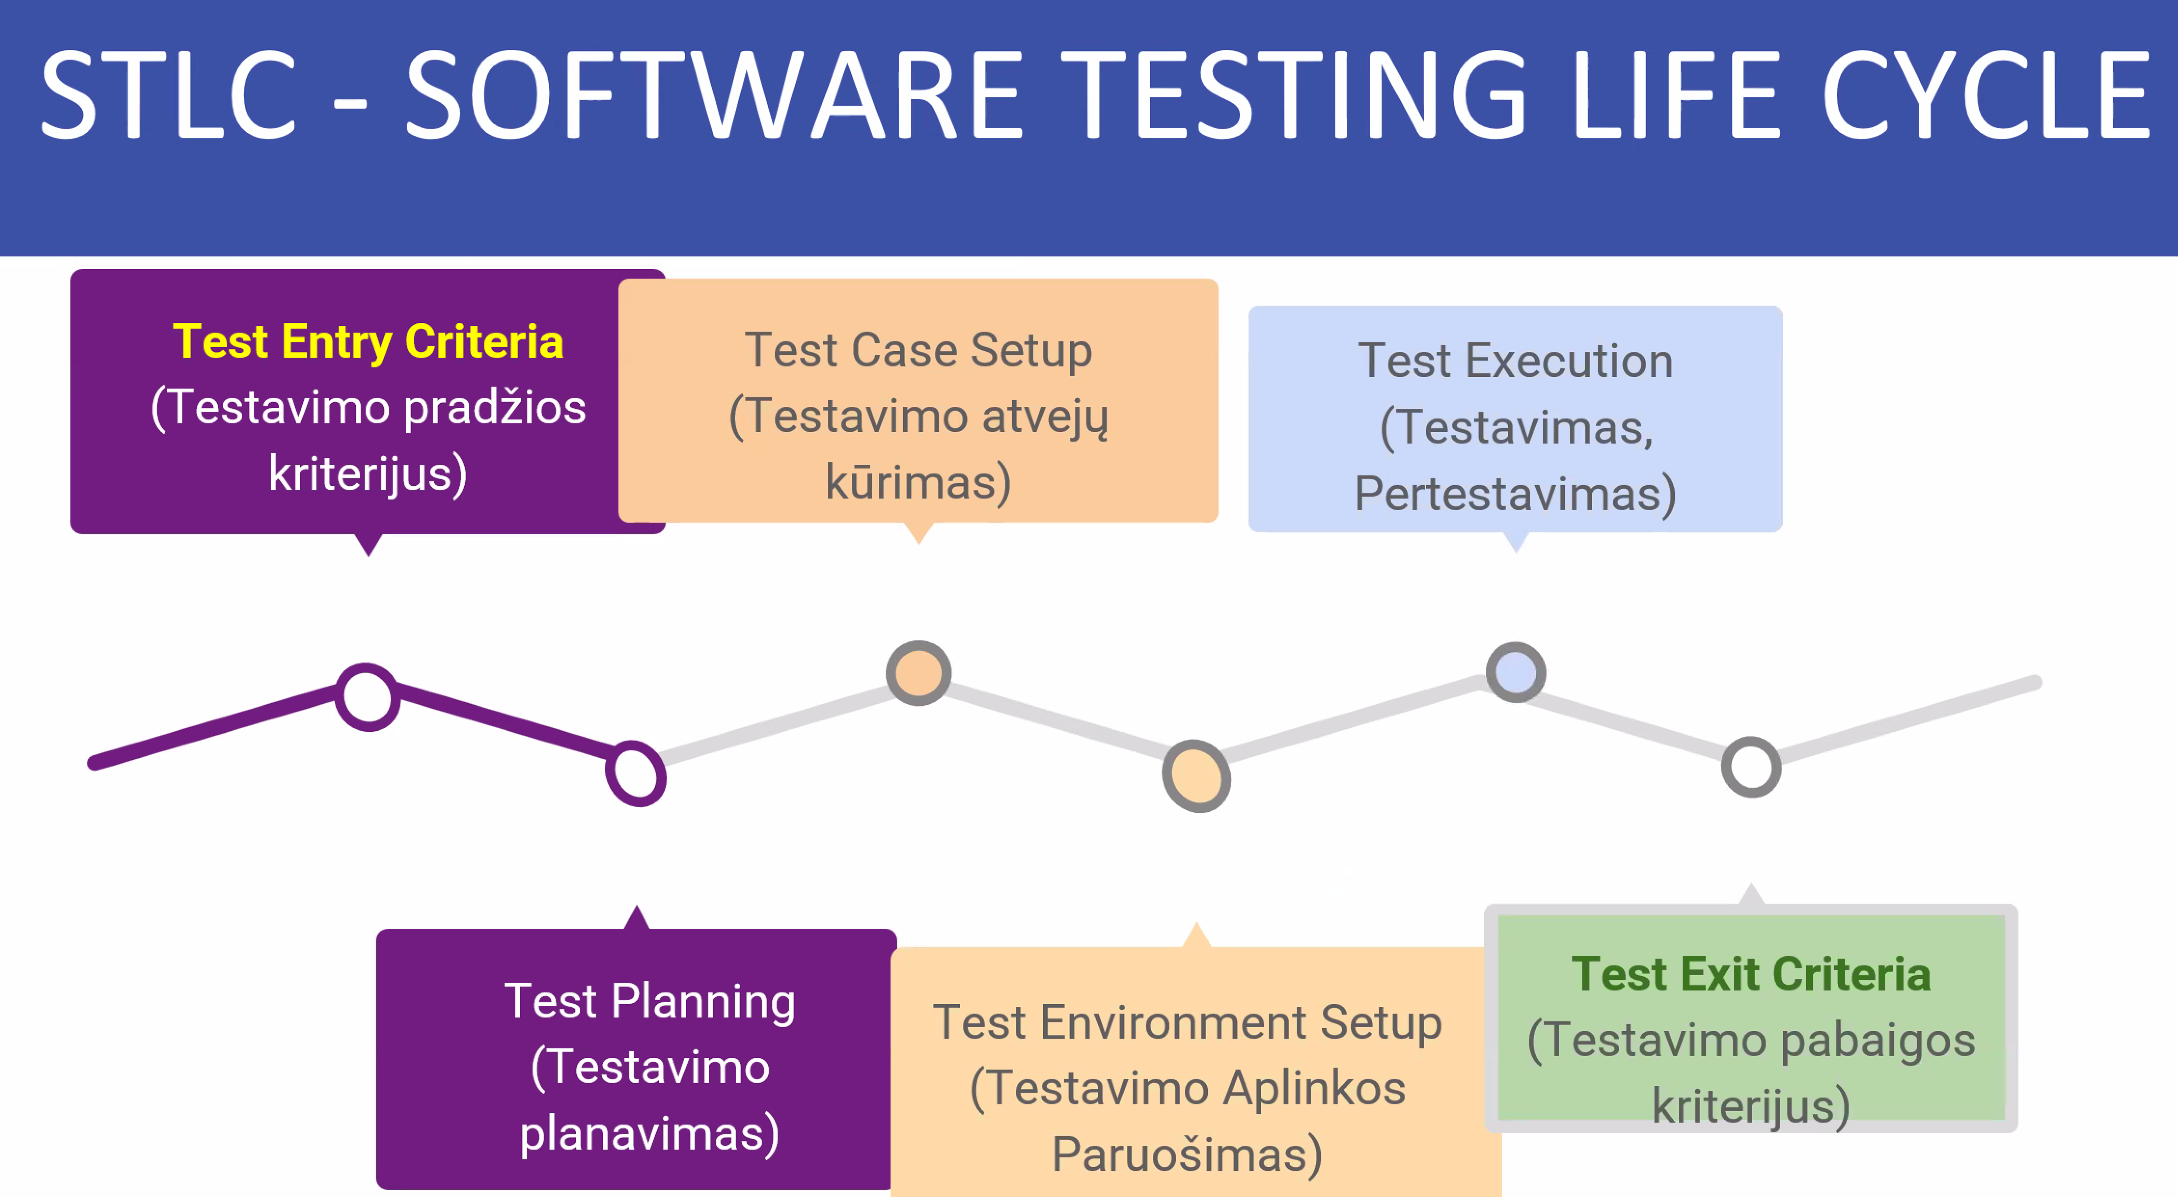 STLC - SOFTWARE TESTING LIFE CYCLE
Test Entry Criteria
(Testavimo pradžios
kriterijus)
Test Case Setup
(Testavimo atvejų
kūrimas)
Test Execution
(Testavimas,
Pertestavimas)
Test Planning
(Testavimo
planavimas)
Test Environment Setup
(Testavimo Aplinkos
Paruošimas)
Test Exit Criteria
(Testavimo pabaigos
kriterijus)